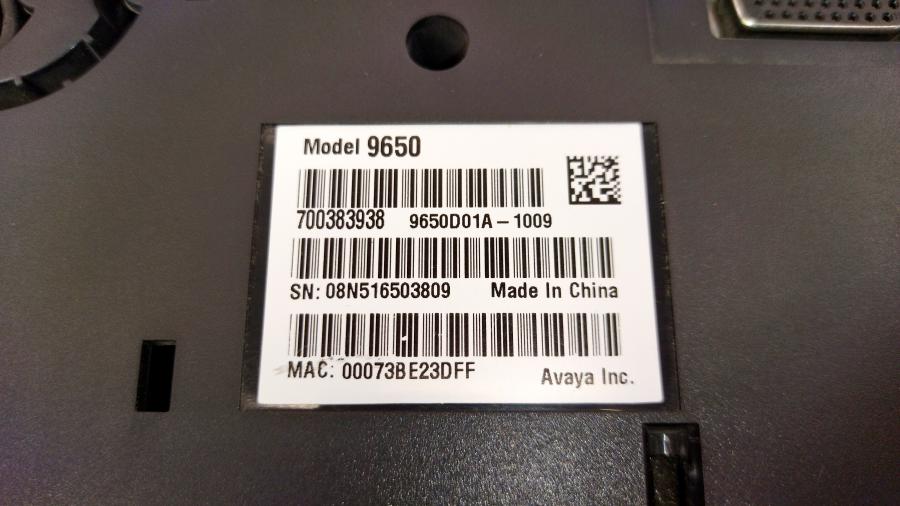 Model 9650
700383938 9650D01A-1009
SN: 08N516503809 Made In China
MAC: 00073BE23DFF Avaya Inc.